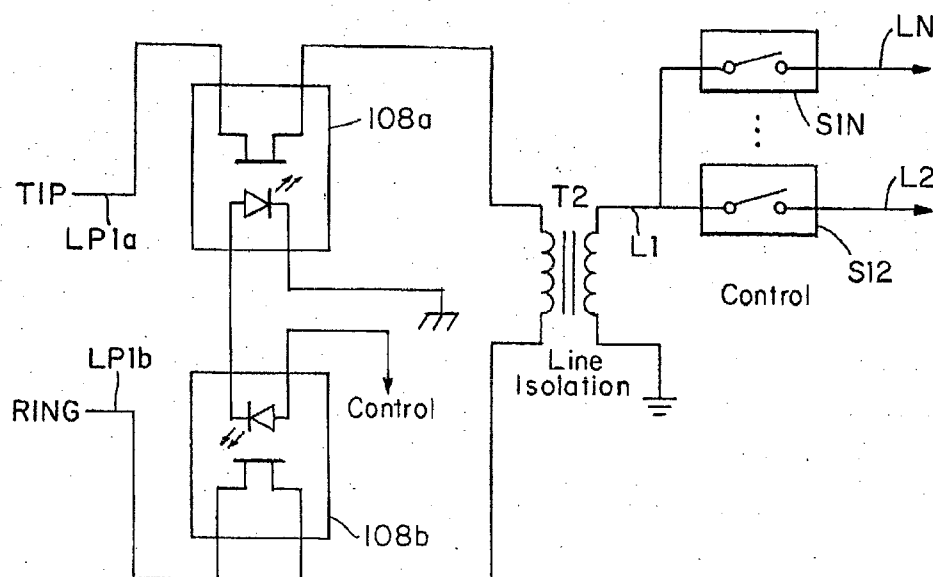 LN
108a
S1N
TIP
T2
L2
LP1a
L1
S12
Control
LP1b
Line
Isolation
Control
RING
108b